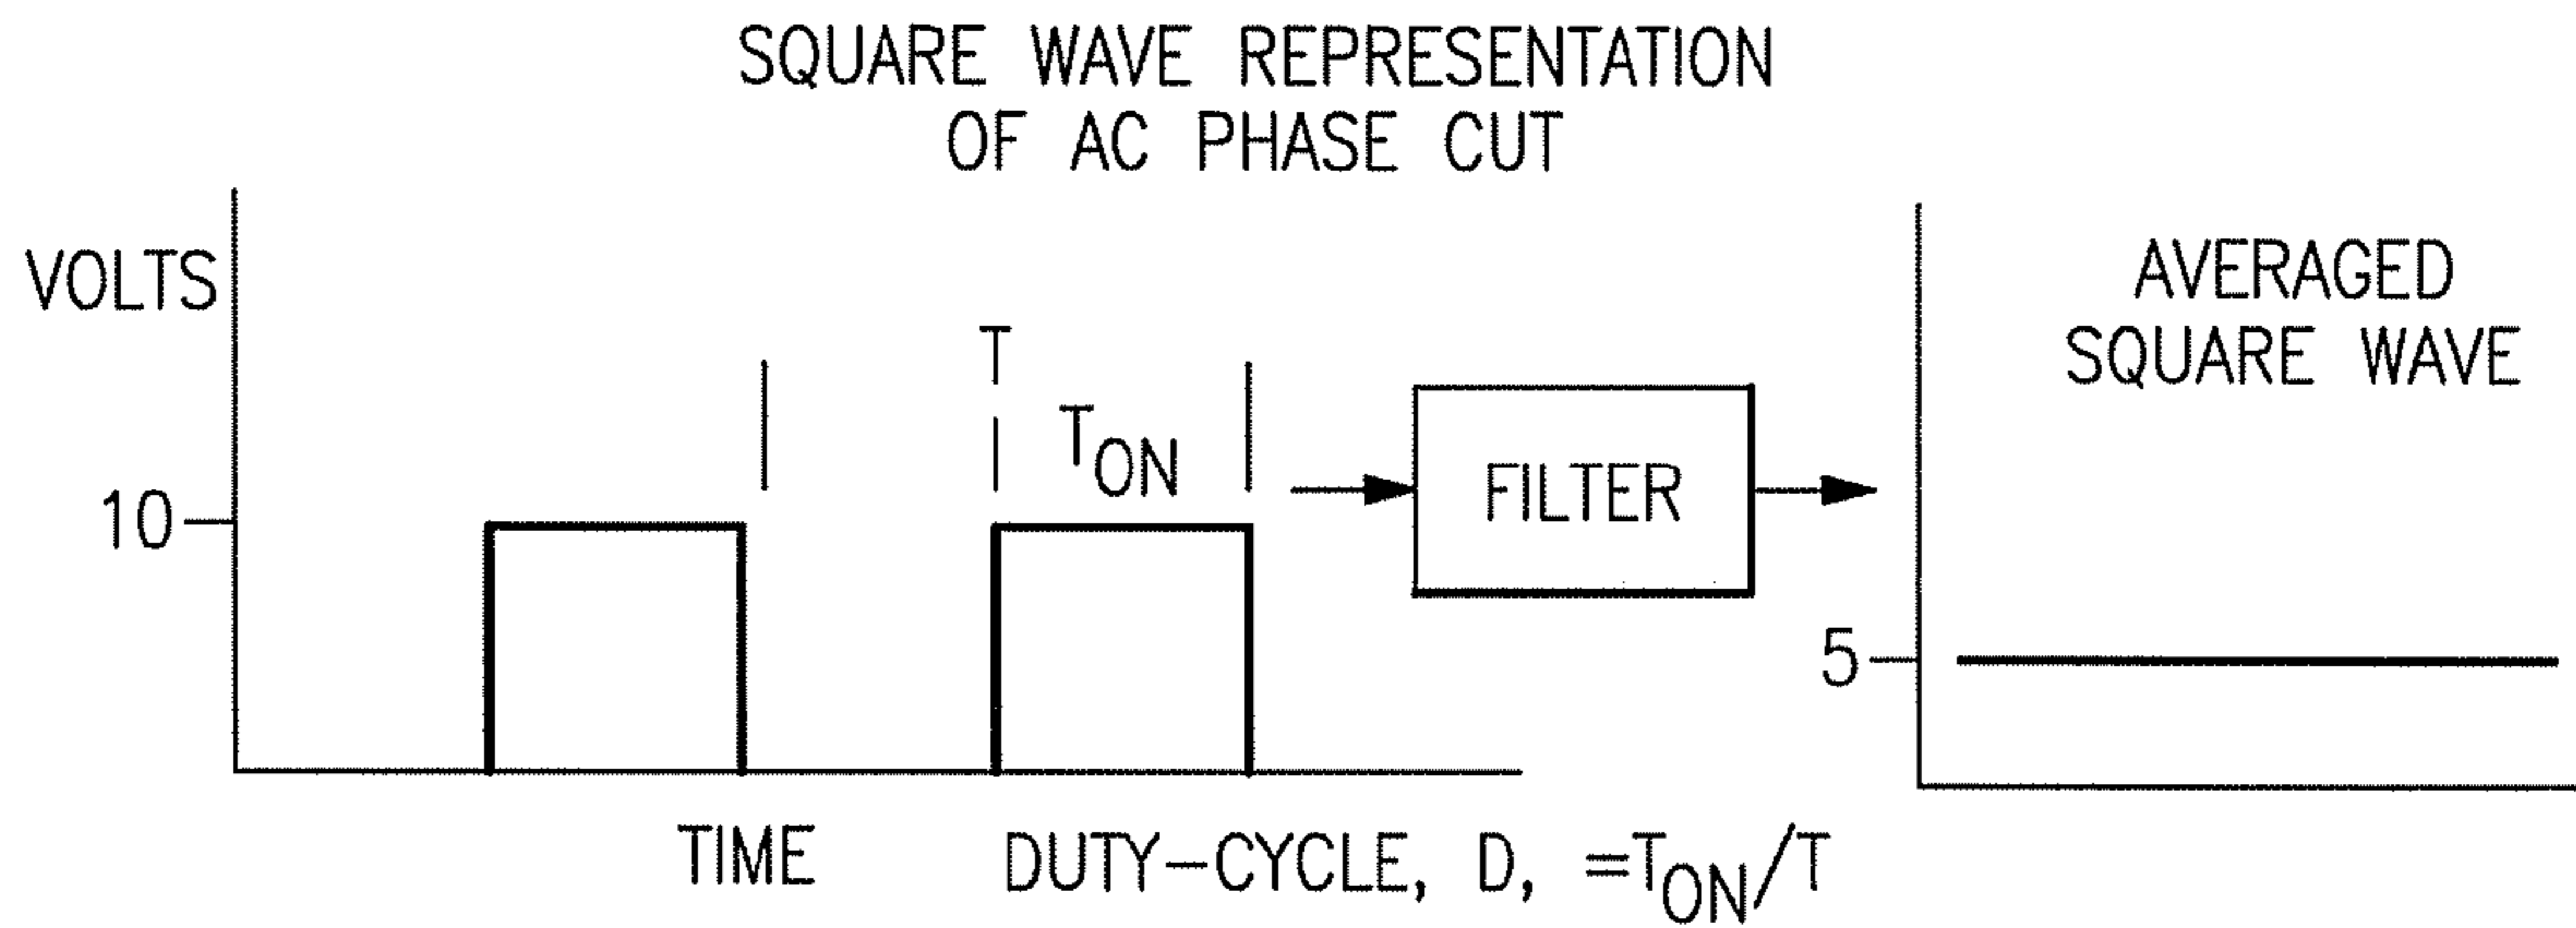 SQUARE WAVE REPRESENTATION
OF AC PHASE CUT
VOLTS
10
T
TON
FILTER
AVERAGED
SQUARE WAVE
5
TIME
DUTY-CYCLE, D, =TON/T